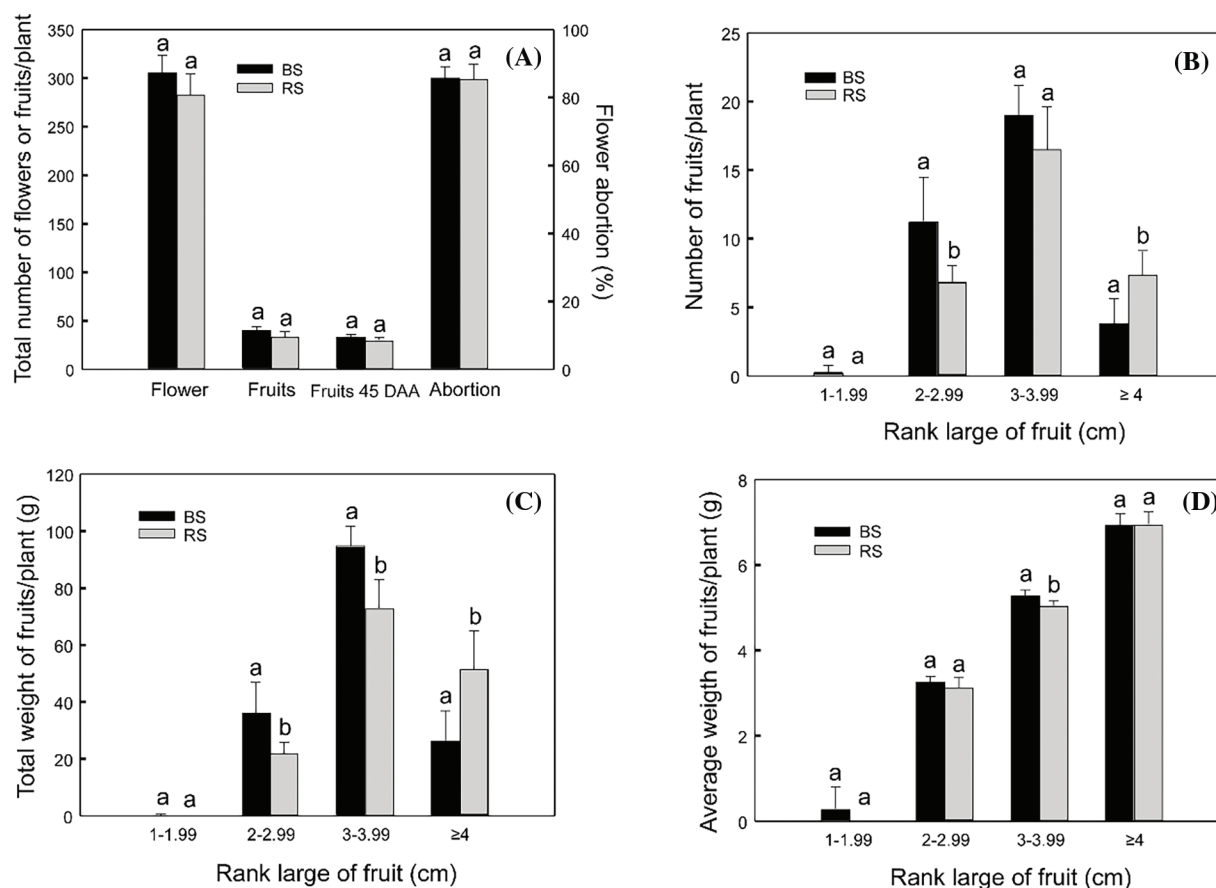 (A)
Total number of flowers or fruits/plant
350
300
250
200
150
100
50
0
BS
RS
a a a a a a a a
Flower Fruits Fruits 45 DAA Abortion
100
80
60
40
20
0
Flower abortion (%)
(B)
Number of fruits/plant
25
20
15
10
5
0
BS
RS
a a a b a a a b
1-1.99 2-2.99 3-3.99 ≥ 4
Rank large of fruit (cm)
(C)
Total weight of fruits/plant (g)
120
100
80
60
40
20
0
BS
RS
a a a b a b a b
1-1.99 2-2.99 3-3.99 ≥4
Rank large of fruit (cm)
(D)
Average weigth of fruits/plant (g)
8
6
4
2
0
BS
RS
a a a a a b a a
1-1.99 2-2.99 3-3.99 ≥4
Rank large of fruit (cm)